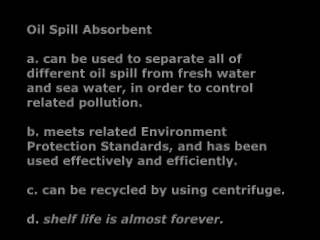 Oil Spill Absorbent
a. can be used to separate all of
different oil spill from fresh water
and sea water, in order to control
related pollution.
b. meets related Environment
Protection Standards, and has been
used effectively and efficiently.
c. can be recycled by using centrifuge.
d. shelf life is almost forever.